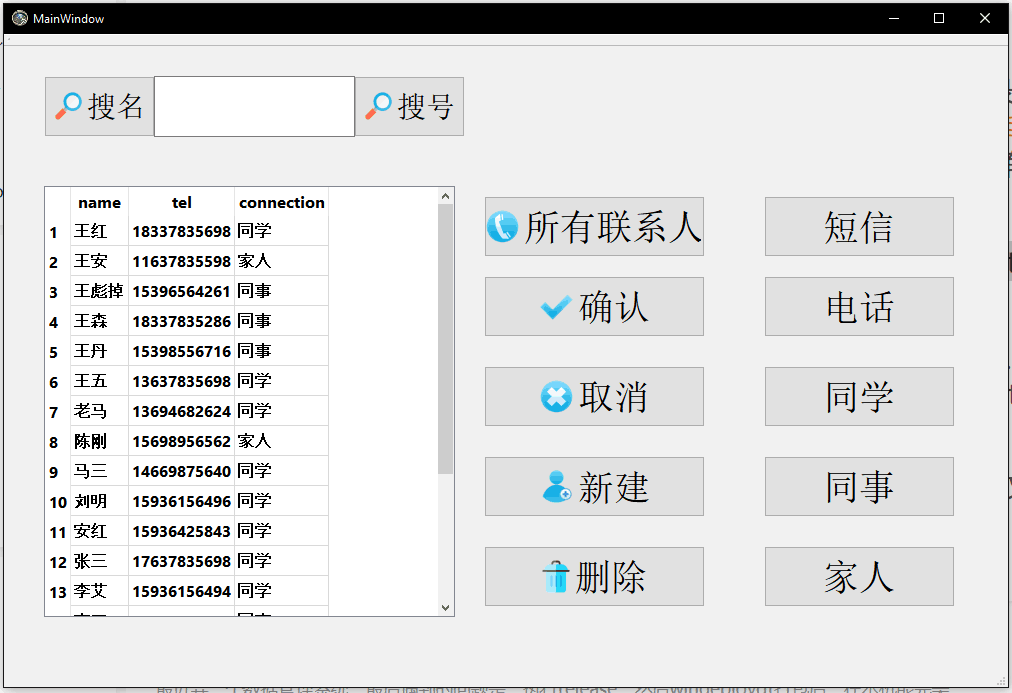 MainWindow
搜名 搜号
name tel connection
1 王红 18337835698 同学
2 王安 11637835598 家人
3 王彪掉 15396564261 同事
4 王森 18337835286 同事
5 王丹 15398556716 同事
6 王五 13637835698 同学
7 老马 13694682624 同学
8 陈刚 15698956562 家人
9 马三 14669875640 同学
10 刘明 15936156496 同学
11 安红 15936425843 同学
12 张三 17637835698 同学
13 李艾 15936156494 同学
所有联系人 短信
确认 电话
取消 同学
新建 同事
删除 家人